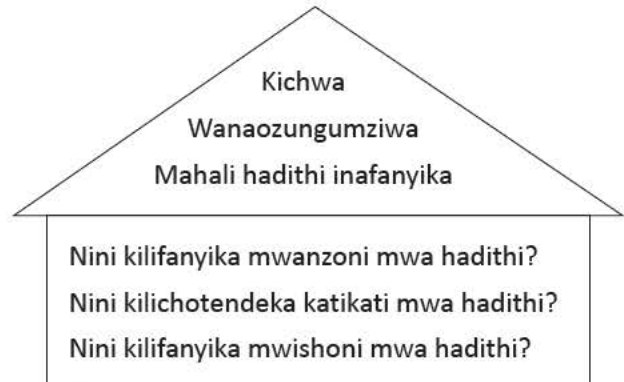 Kichwa
Wanaozungumziwa
Mahali hadithi inafanyika
Nini kilifanyika mwanzoni mwa hadithi?
Nini kilichotendeka katikati mwa hadithi?
Nini kilifanyika mwishoni mwa hadithi?